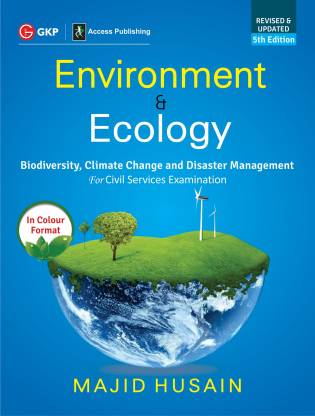 GKP
Access Publishing
REVISED &
UPDATED
5th Edition
Environment
&
Ecology
Biodiversity, Climate Change and Disaster Management
For Civil Services Examination
In Colour
Format
MAJID HUSAIN